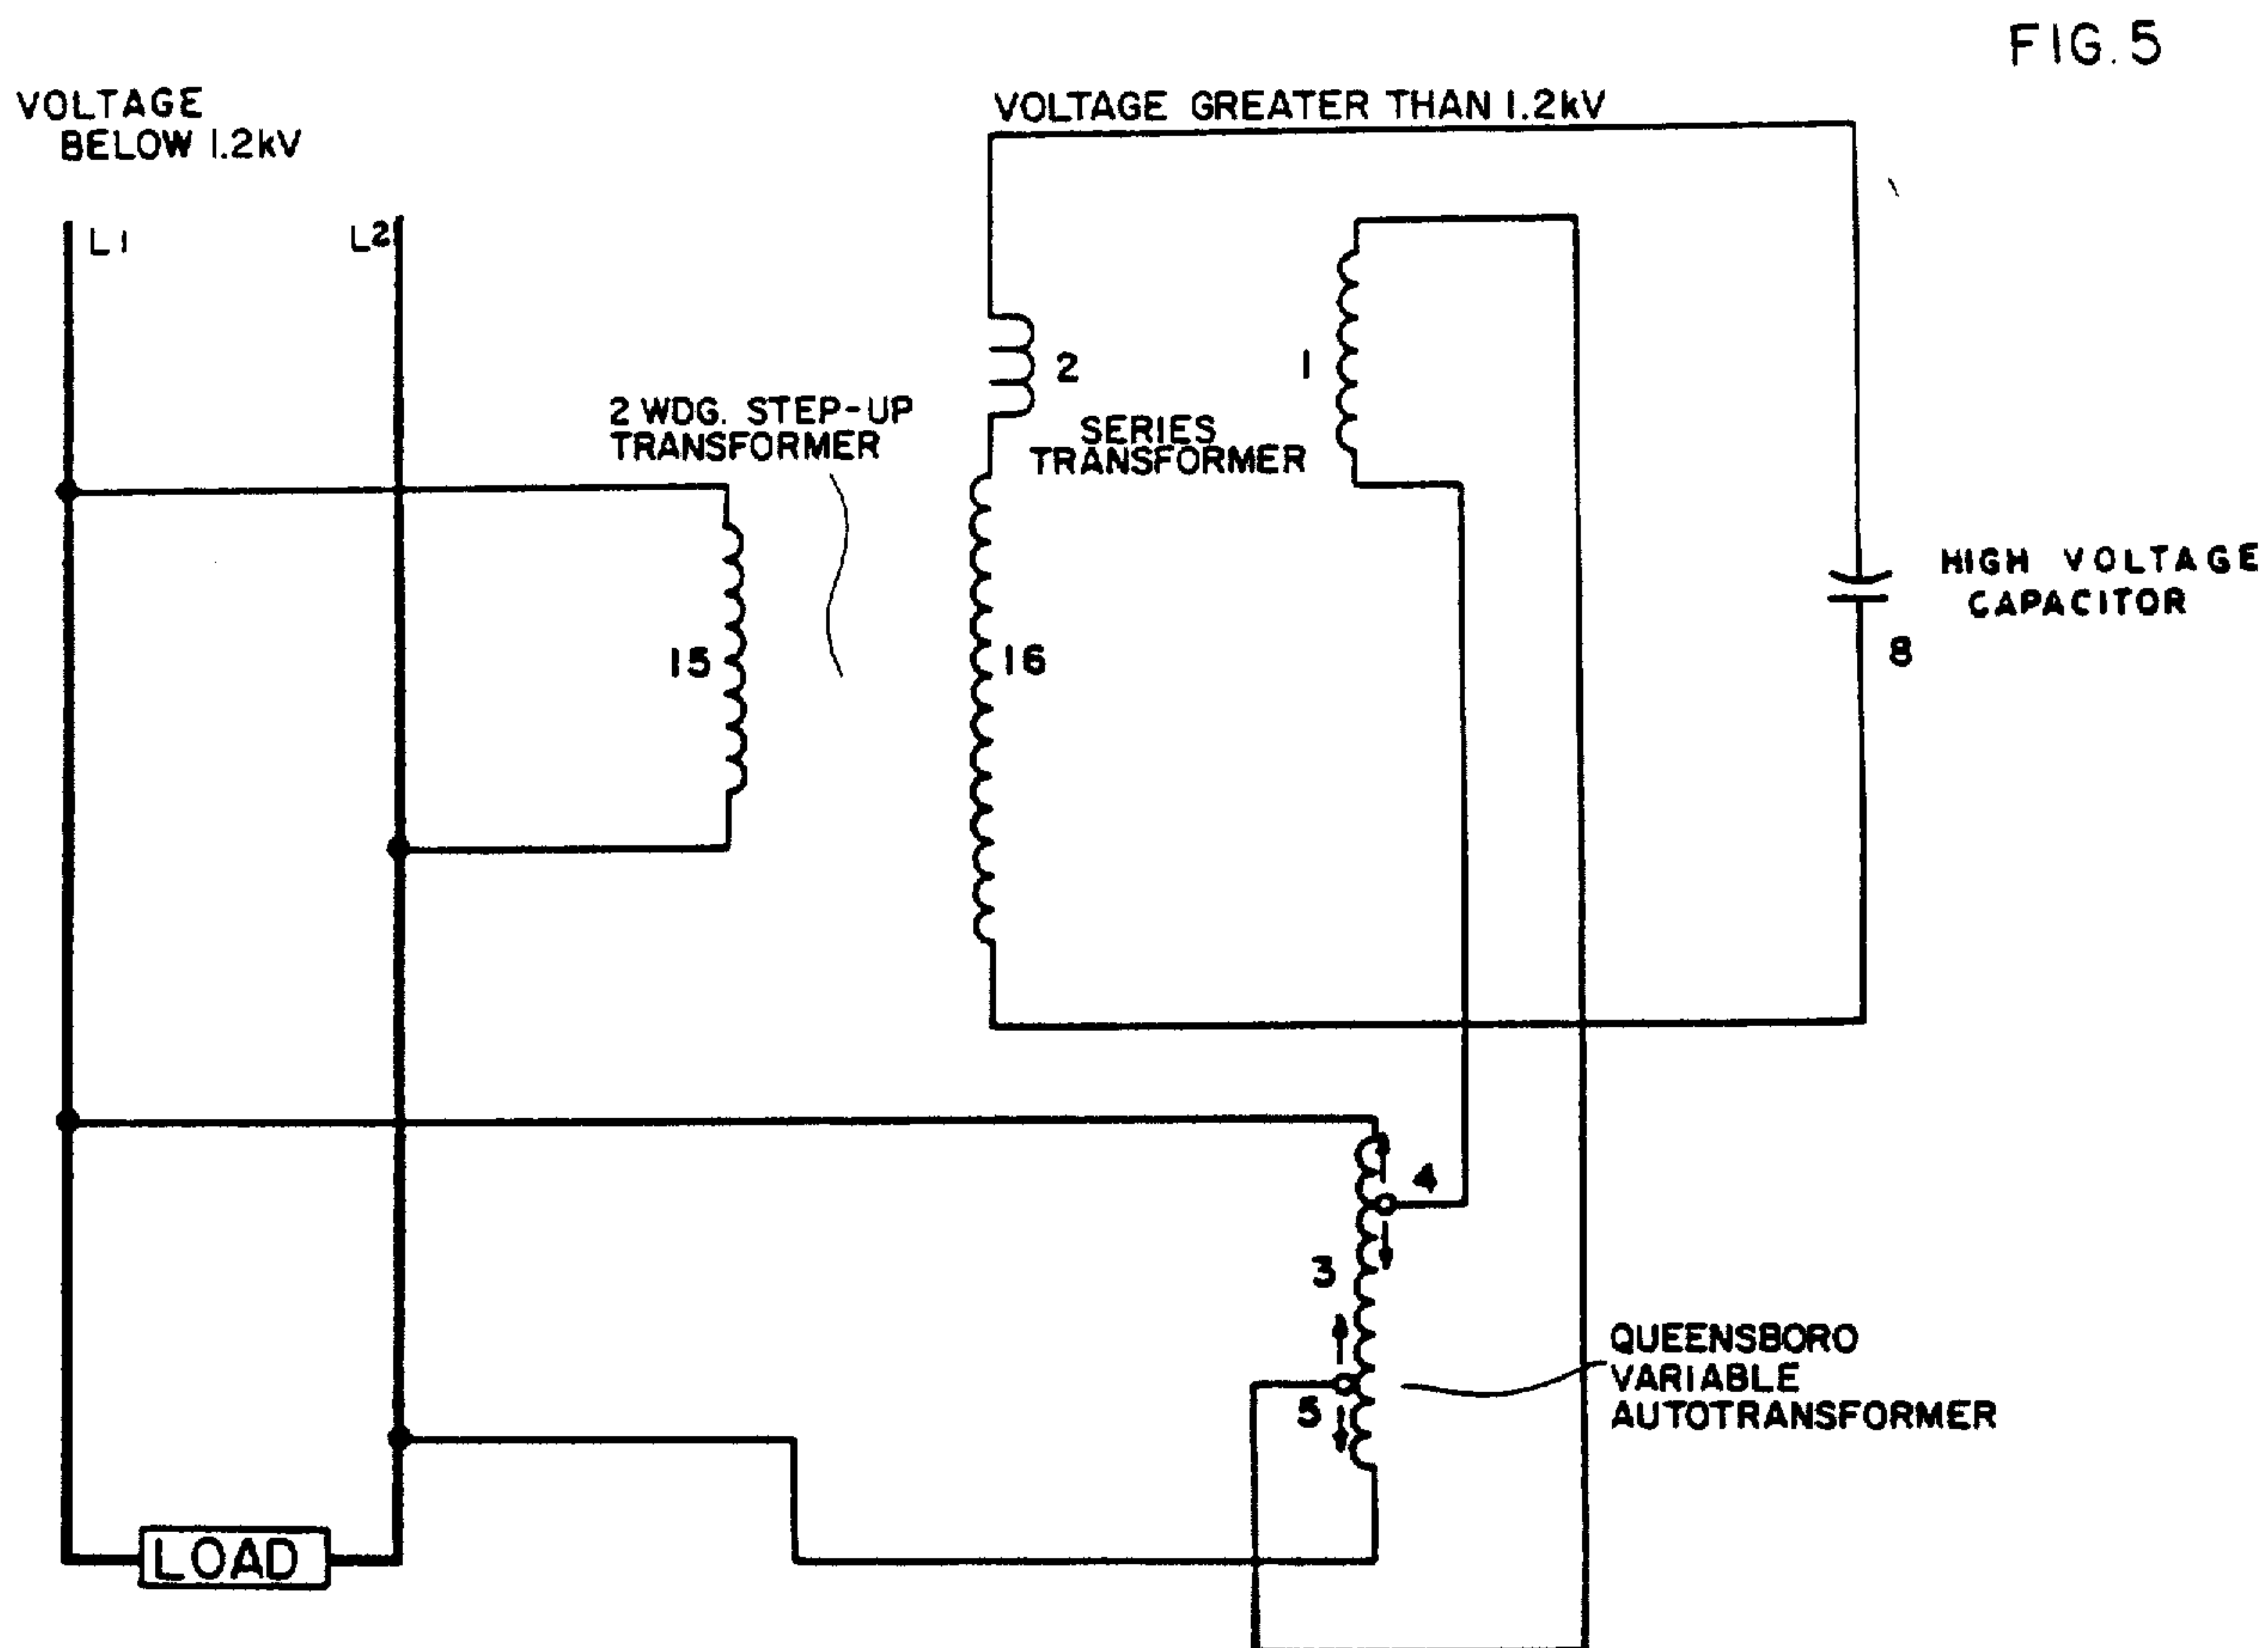 FIG. 5
VOLTAGE
BELOW 1.2kV
VOLTAGE GREATER THAN 1.2kV
L1
L2
2
1
2 WDG. STEP-UP
TRANSFORMER
SERIES
TRANSFORMER
HIGH VOLTAGE
CAPACITOR
15
16
8
4
3
QUEENSBORO
VARIABLE
AUTOTRANSFORMER
5
LOAD